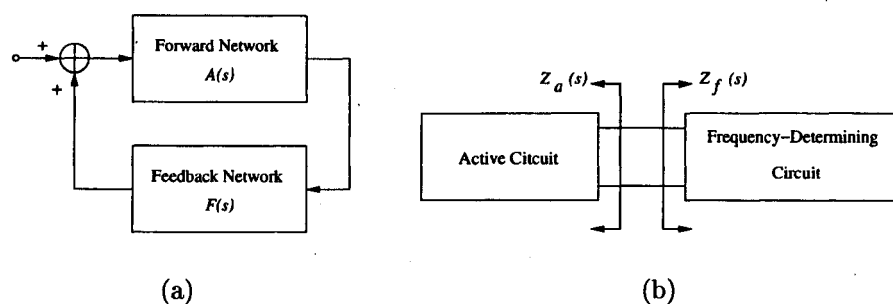 +
+
Forward Network
A(s)
Feedback Network
F(s)
(a)
Z_a(s)
Z_f(s)
Active Citcuit
Frequency-Determining
Circuit
(b)